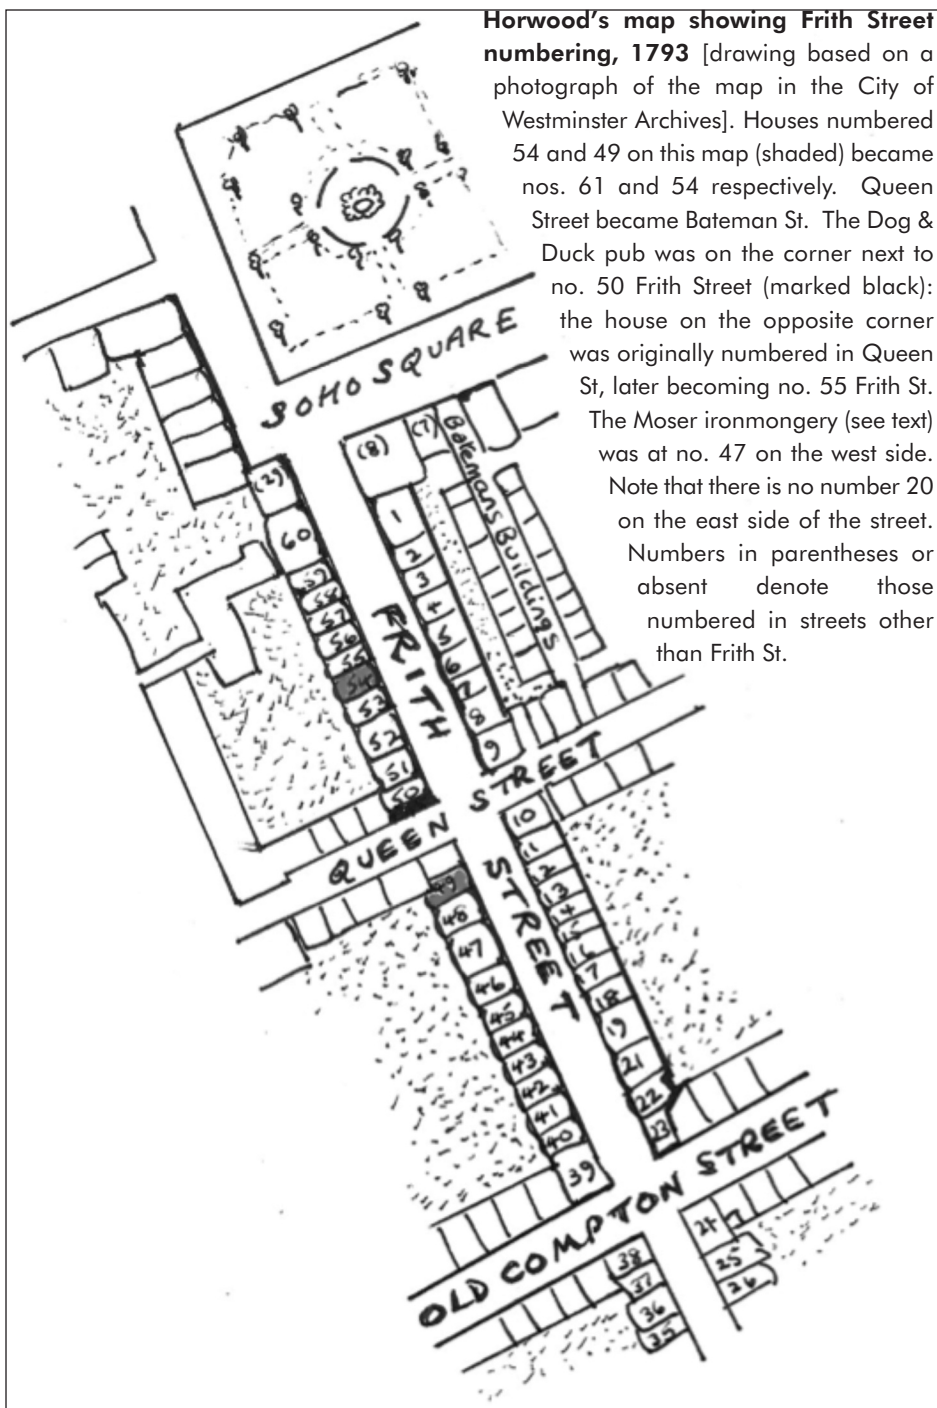 Horwood’s map showing Frith Street
numbering, 1793 [drawing based on a
photograph of the map in the City of
Westminster Archives]. Houses numbered
54 and 49 on this map (shaded) became
nos. 61 and 54 respectively. Queen
Street became Bateman St. The Dog &
Duck pub was on the corner next to
no. 50 Frith Street (marked black):
the house on the opposite corner
was originally numbered in Queen
St, later becoming no. 55 Frith St.
The Moser ironmongery (see text)
was at no. 47 on the west side.
Note that there is no number 20
on the east side of the street.
Numbers in parentheses or
absent denote those
numbered in streets other
than Frith St.
SOHO SQUARE
(8)
(7)
Batemans Buildings
(29)
60
58
57
56
55
54
53
52
51
50
1
2
3
4
5
6
7
8
9
FRITH
STREET
QUEEN STREET
10
11
12
13
14
15
16
17
18
19
21
22
23
49
48
47
46
45
44
43
42
41
40
39
OLD COMPTON STREET
24
25
26
38
37
36
35